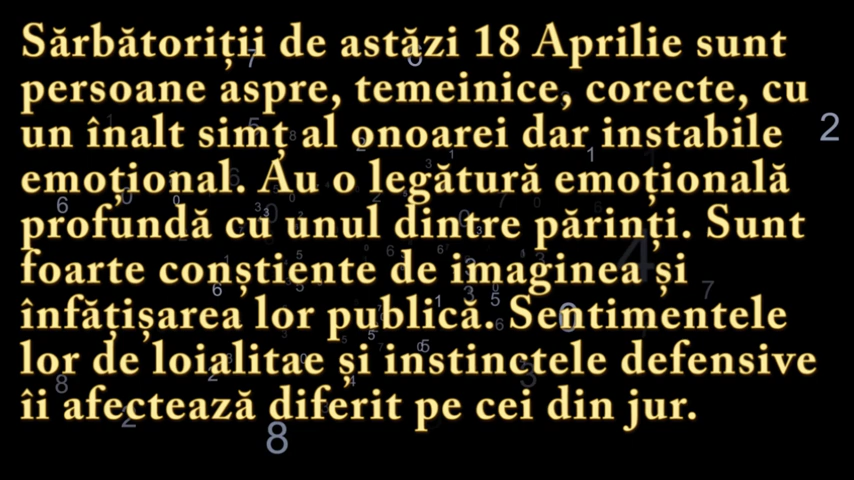 Sărbătoriții de astăzi 18 Aprilie sunt
persoane aspre, temeinice, corecte, cu
un înalt simț al onoarei dar instabile
emoțional. Au o legătură emoțională
profundă cu unul dintre părinți. Sunt
foarte conștiente de imaginea și
înfățișarea lor publică. Sentimentele
lor de loialitae și instinctele defensive
îi afectează diferit pe cei din jur.